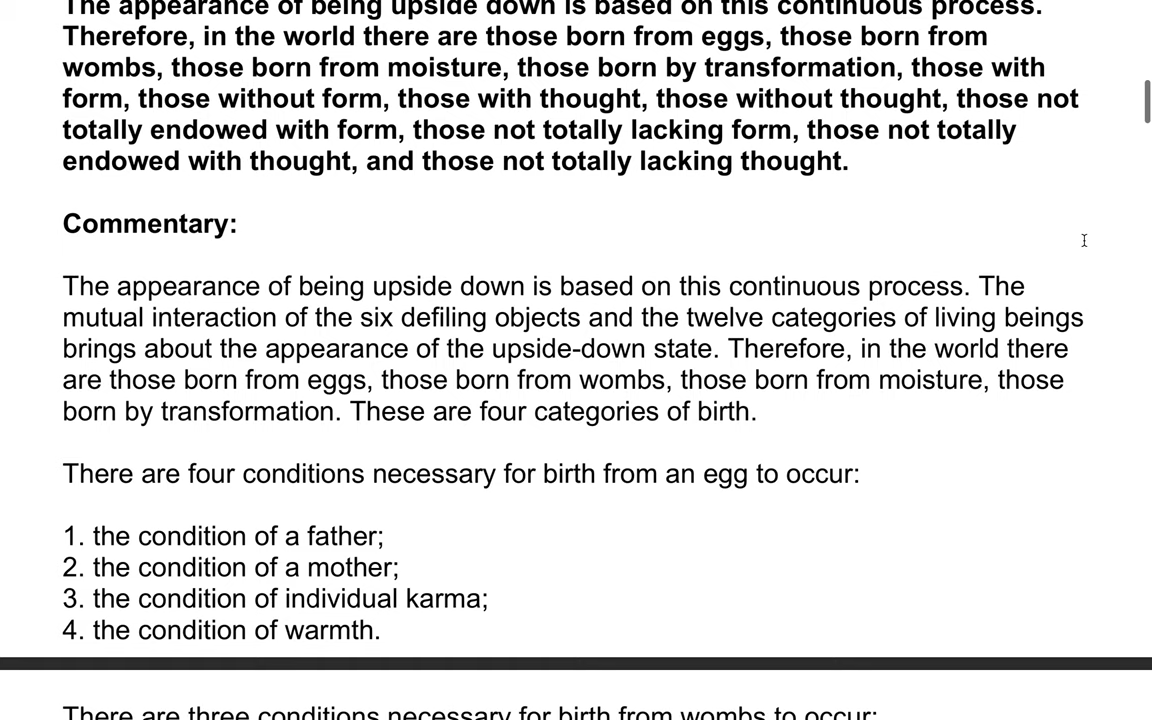 The appearance of being upside down is based on this continuous process.
Therefore, in the world there are those born from eggs, those born from
wombs, those born from moisture, those born by transformation, those with
form, those without form, those with thought, those without thought, those not
totally endowed with form, those not totally lacking form, those not totally
endowed with thought, and those not totally lacking thought.
Commentary:
The appearance of being upside down is based on this continuous process. The
mutual interaction of the six defiling objects and the twelve categories of living beings
brings about the appearance of the upside-down state. Therefore, in the world there
are those born from eggs, those born from wombs, those born from moisture, those
born by transformation. These are four categories of birth.
There are four conditions necessary for birth from an egg to occur:
1. the condition of a father;
2. the condition of a mother;
3. the condition of individual karma;
4. the condition of warmth.
There are three conditions necessary for birth from wombs to occur: